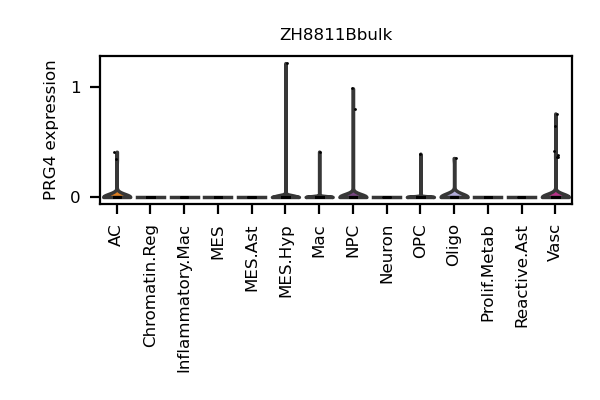 ZH8811Bbulk
PRG4 expression
1
0
AC
Chromatin.Reg
Inflammatory.Mac
MES
MES.Ast
MES.Hyp
Mac
NPC
Neuron
OPC
Oligo
Prolif.Metab
Reactive.Ast
Vasc